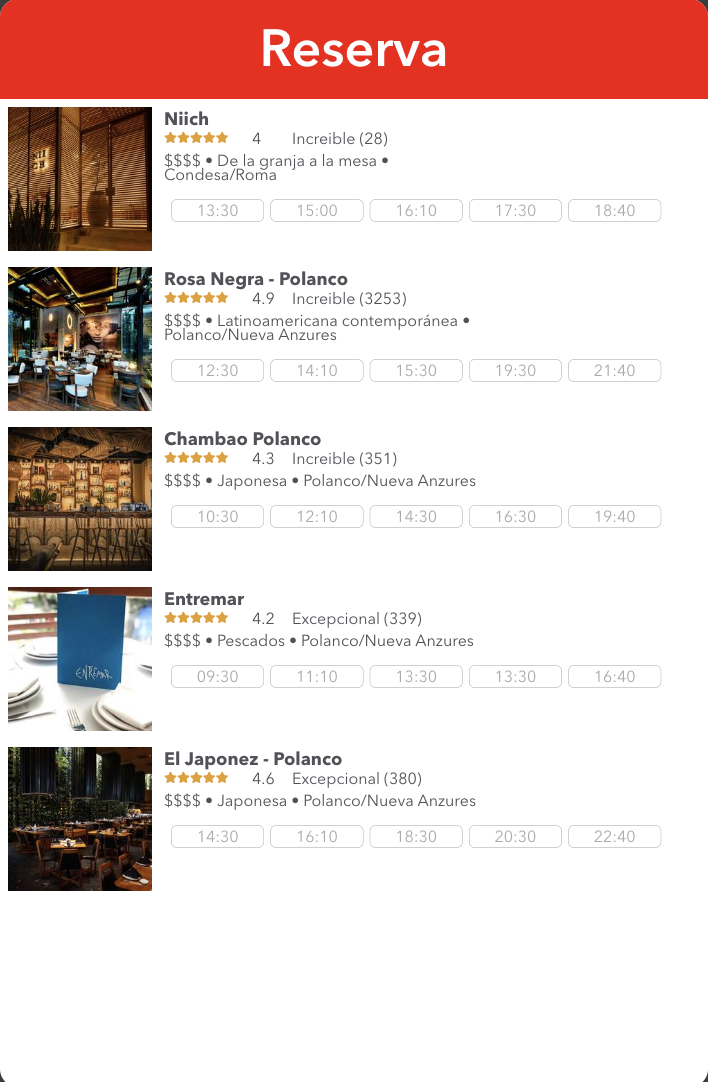 Reserva
NII
CH
Niich
4 Increible (28)
$$$$ • De la granja a la mesa •
Condesa/Roma
13:30 15:00 16:10 17:30 18:40
Rosa Negra - Polanco
4.9 Increible (3253)
$$$$ • Latinoamericana contemporánea •
Polanco/Nueva Anzures
12:30 14:10 15:30 19:30 21:40
Chambao Polanco
4.3 Increible (351)
$$$$ • Japonesa • Polanco/Nueva Anzures
10:30 12:10 14:30 16:30 19:40
ENTREMAR
Entremar
4.2 Excepcional (339)
$$$$ • Pescados • Polanco/Nueva Anzures
09:30 11:10 13:30 13:30 16:40
El Japonez - Polanco
4.6 Excepcional (380)
$$$$ • Japonesa • Polanco/Nueva Anzures
14:30 16:10 18:30 20:30 22:40